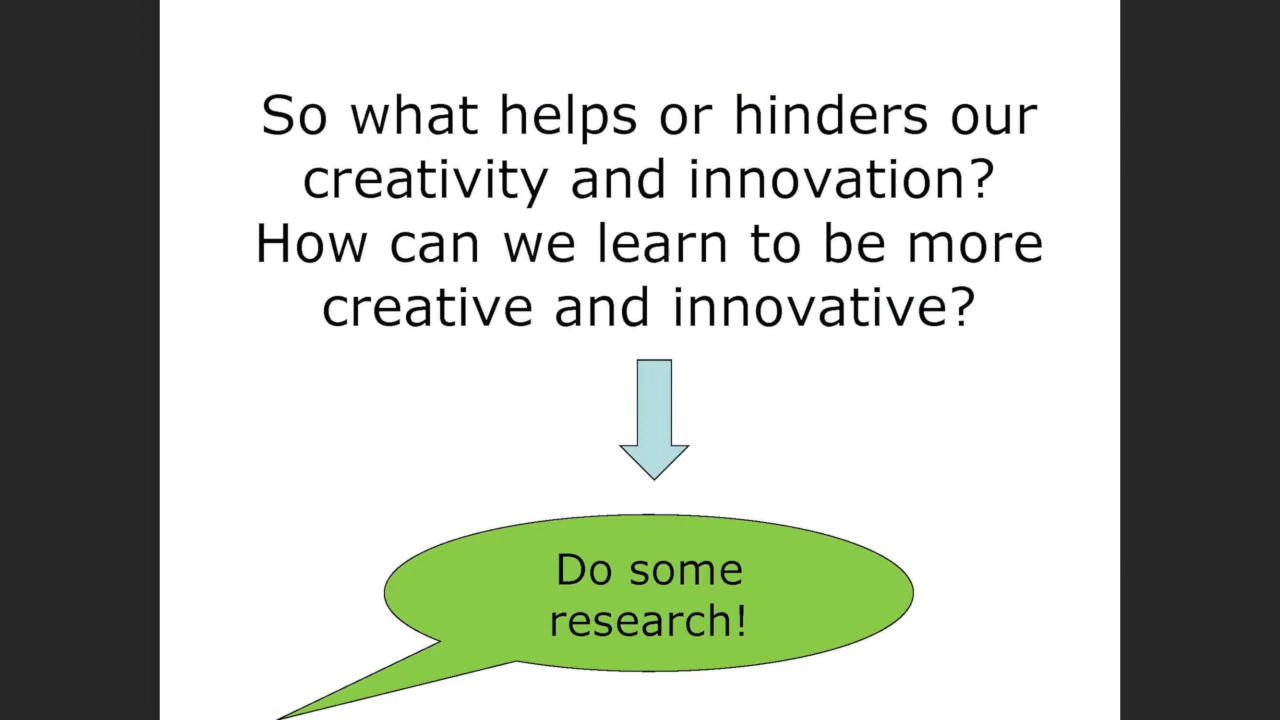 So what helps or hinders our
creativity and innovation?
How can we learn to be more
creative and innovative?
Do some
research!